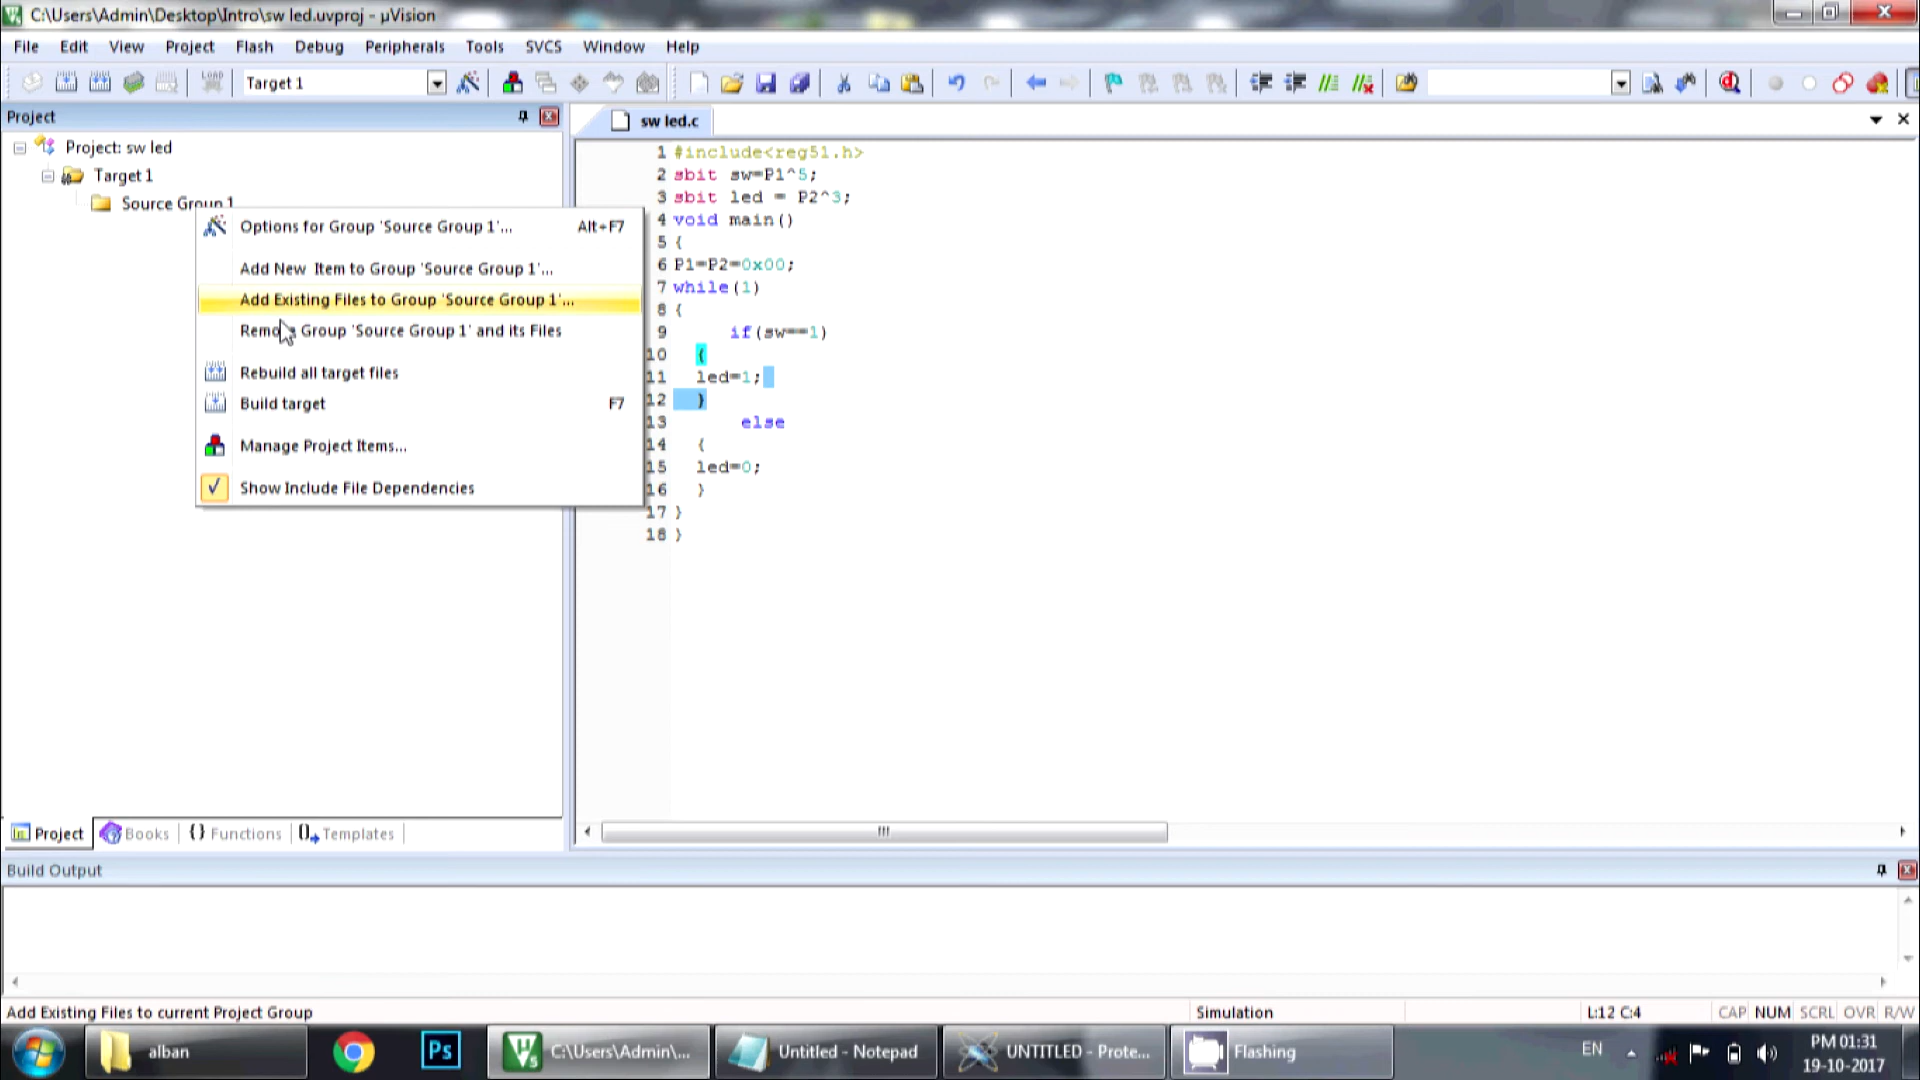 C:\Users\Admin\Desktop\Intro\sw led.uvproj - µVision
File Edit View Project Flash Debug Peripherals Tools SVCS Window Help
LOAD Target 1
Project
sw led.c
Project: sw led
Target 1
Source Group 1
Options for Group 'Source Group 1'... Alt+F7
Add New Item to Group 'Source Group 1'...
Add Existing Files to Group 'Source Group 1'...
Group 'Source Group 1' and its Files
Rebuild all target files
Build target F7
Manage Project Items...
Show Include File Dependencies
1 #include<reg51.h>
2 sbit sw=P1^5;
3 sbit led = P2^3;
4 void main()
5 {
6 P1=P2=0x00;
7 while(1)
8 {
9 if(sw==1)
10 {
11 led=1;
12 }
13 else
14 {
15 led=0;
16 }
17 }
18 }
Project Books {} Functions Templates
Build Output
Add Existing Files to current Project Group Simulation L:12 C:4 CAP NUM SCRL OVR R/W
alban Ps C:\Users\Admin\... Untitled - Notepad UNTITLED - Prote... Flashing EN PM 01:31
19-10-2017